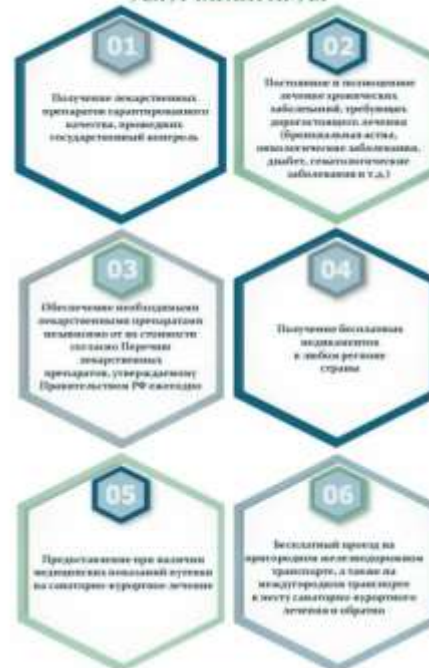 01
Получение лекарственных
препаратов гарантированного
качества, прошедших
государственный контроль
02
Постоянное и полноценное
лечение хронических
заболеваний, требующих
дорогостоящего лечения
(бронхиальная астма,
онкологические заболевания,
диабет, гематологические
заболевания и т.д.)
03
Обеспечение необходимыми
лекарственными препаратами
независимо от их стоимости
согласно Перечню
лекарственных
препаратов, утверждаемому
Правительством РФ ежегодно
04
Получение бесплатных
медикаментов
в любом регионе
страны
05
Предоставление при наличии
медицинских показаний путевки
на санаторно-курортное лечение
06
Бесплатный проезд на
пригородном железнодорожном
транспорте, а также на
междугородном транспорте
к месту санаторно-курортного
лечения и обратно